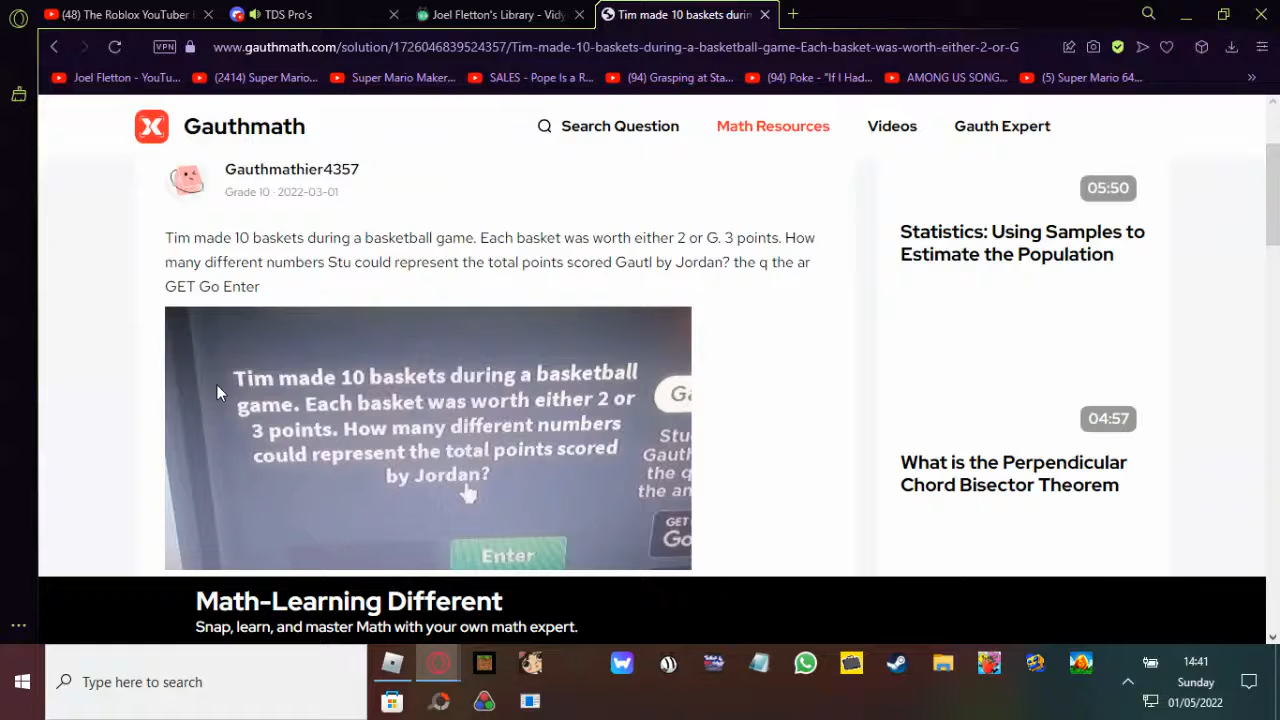 (48) The Roblox YouTuber
TDS Pro's
Joel Fletton's Library - Vidy
Tim made 10 baskets durin
VPN
www.gauthmath.com/solution/1726046839524357/Tim-made-10-baskets-during-a-basketball-game-Each-basket-was-worth-either-2-or-G
Joel Fletton - YouTu...
(2414) Super Mario...
Super Mario Maker...
SALES - Pope Is a R...
(94) Grasping at Sta...
(94) Poke - "If I Had...
AMONG US SONG...
(5) Super Mario 64...
Gauthmath
Search Question
Math Resources
Videos
Gauth Expert
Gauthmathier4357
Grade 10 · 2022-03-01
Tim made 10 baskets during a basketball game. Each basket was worth either 2 or G. 3 points. How
many different numbers Stu could represent the total points scored Gautl by Jordan? the q the ar
GET Go Enter
Tim made 10 baskets during a basketball
game. Each basket was worth either 2 or
3 points. How many different numbers
could represent the total points scored
by Jordan?
Enter
Ga
Stu
Gauth
the q
the an
GET
Go
05:50
Statistics: Using Samples to
Estimate the Population
04:57
What is the Perpendicular
Chord Bisector Theorem
Math-Learning Different
Snap, learn, and master Math with your own math expert.
Type here to search
14:41
Sunday
01/05/2022